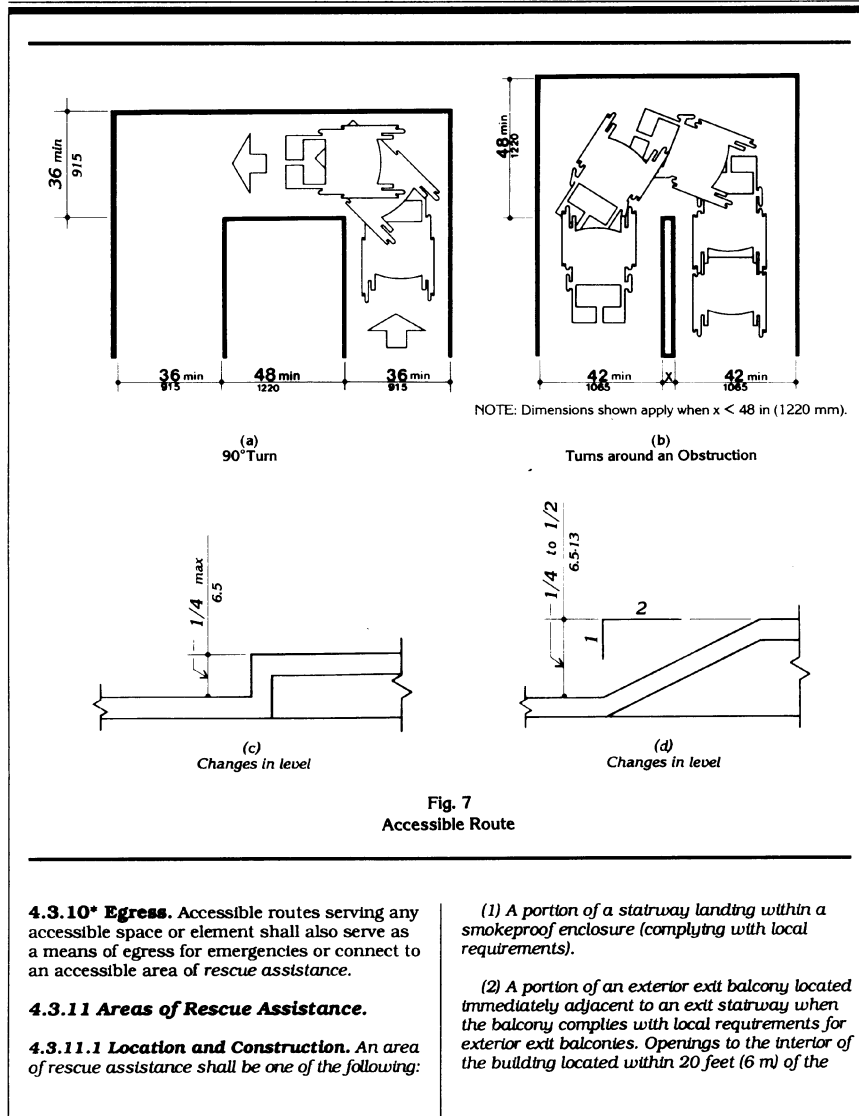 36 min
915
48 min
1220
36 min
915
48 min
1220
36 min
915
42 min
1065
x
42 min
1065
NOTE: Dimensions shown apply when x < 48 in (1220 mm).
(a)
90° Turn
(b)
Turns around an Obstruction
1/4 max
6.5
1/4 to 1/2
6.5-13
2
1
(c)
Changes in level
(d)
Changes in level
Fig. 7
Accessible Route
4.3.10* Egress. Accessible routes serving any
accessible space or element shall also serve as
a means of egress for emergencies or connect to
an accessible area of rescue assistance.
4.3.11 Areas of Rescue Assistance.
4.3.11.1 Location and Construction. An area
of rescue assistance shall be one of the following:
(1) A portion of a stairway landing within a
smokeproof enclosure (complying with local
requirements).
(2) A portion of an exterior exit balcony located
immediately adjacent to an exit stairway when
the balcony complies with local requirements for
exterior exit balconies. Openings to the interior of
the building located within 20 feet (6 m) of the